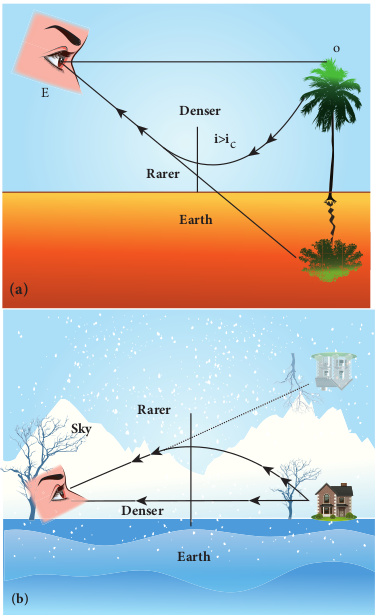 O
E
Denser
i>iC
Rarer
Earth
(a)
Rarer
Sky
Denser
Earth
(b)